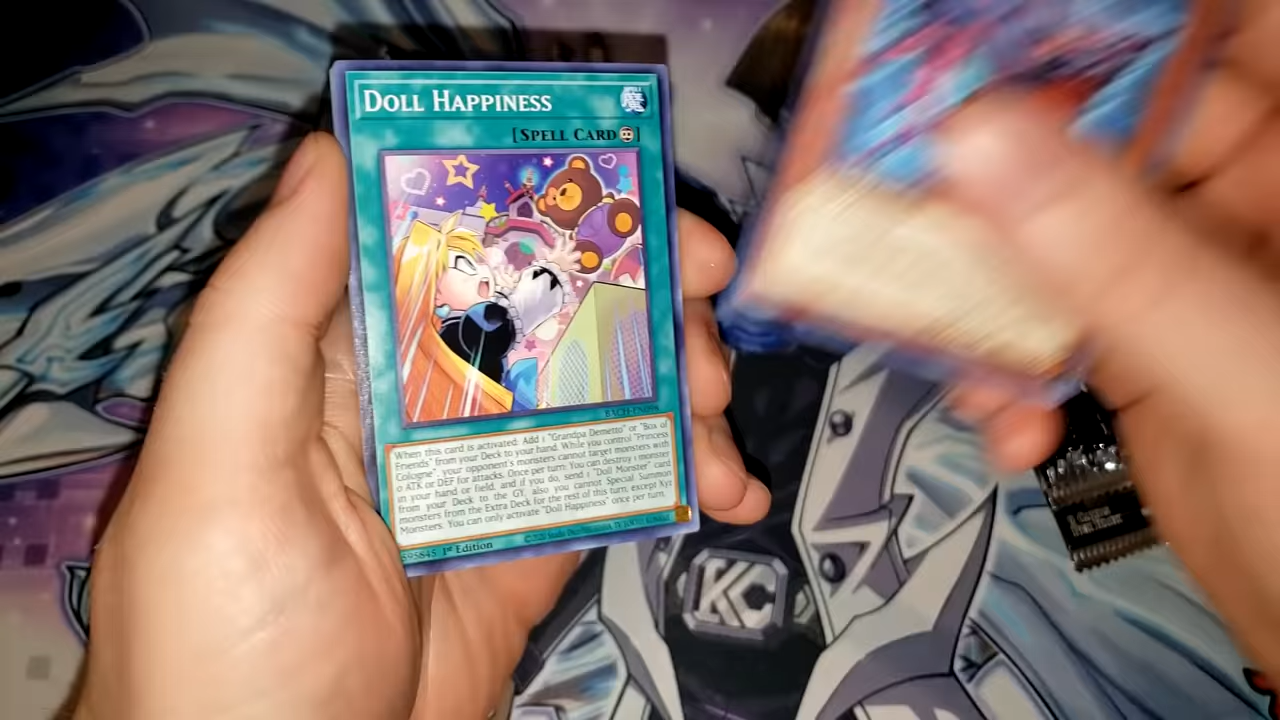 DOLL HAPPINESS
[SPELL CARD]
BACH-EN098
When this card is activated: Add 1 "Grandpa Demetto" or "Box of
Friends" from your Deck to your hand. While you control "Princess
Cologne", your opponent's monsters cannot target monsters with
0 ATK or DEF for attacks. Once per turn: You can destroy 1 monster
in your hand or field, and if you do, send 1 "Doll Monster" card
from your Deck to the GY, also you cannot Special Summon
monsters from the Extra Deck for the rest of this turn, except Xyz
Monsters. You can only activate "Doll Happiness" once per turn.
1st Edition
KC